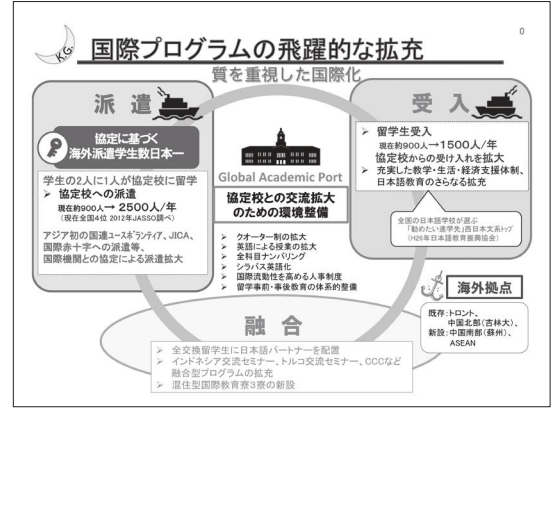 0
K.G.
国際プログラムの飛躍的な拡充
質を重視した国際化
派 遣
協定に基づく
海外派遣学生数日本一
学生の2人に1人が協定校に留学
➤ 協定校への派遣
現在約900人→ 2500人/年
(現在全国4位 2012年JASSO調べ)
アジア初の国連ユースボランティア、JICA、
国際赤十字への派遣等、
国際機関との協定による派遣拡大
Global Academic Port
協定校との交流拡大
のための環境整備
➤ クオーター制の拡大
➤ 英語による授業の拡大
➤ 全科目ナンバリング
➤ シラバス英語化
➤ 国際流動性を高める人事制度
➤ 留学事前・事後教育の体系的整備
受 入
➤ 留学生受入
現在約900人→1500人/年
協定校からの受け入れを拡大
➤ 充実した教学・生活・経済支援体制、
日本語教育のさらなる拡充
全国の日本語学校が選ぶ
「勧めたい進学先」西日本文系トップ
(H26年日本語教育振興協会)
海外拠点
既存:トロント、
中国北部(吉林大)、
新設:中国南部(蘇州)、
ASEAN
融 合
➤ 全交換留学生に日本語パートナーを配置
➤ インドネシア交流セミナー、トルコ交流セミナー、CCCなど
融合型プログラムの拡充
➤ 混住型国際教育寮3寮の新設